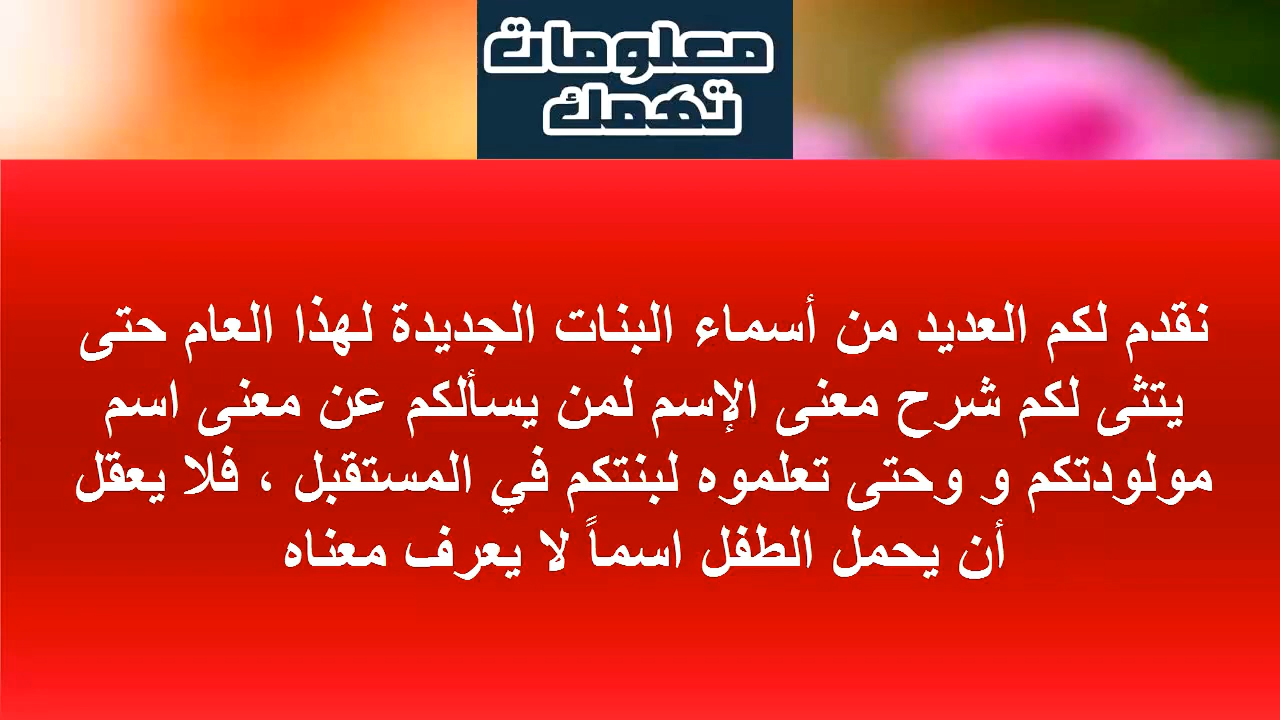 معلومات
تهمك
نقدم لكم العديد من أسماء البنات الجديدة لهذا العام حتى
يتثى لكم شرح معنى الإسم لمن يسألكم عن معنى اسم
مولودتكم و وحتى تعلموه لبنتكم في المستقبل ، فلا يعقل
أن يحمل الطفل اسماً لا يعرف معناه